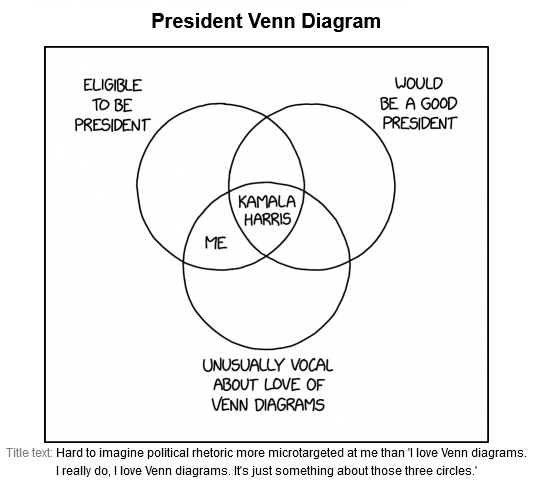 President Venn Diagram
ELIGIBLE
TO BE
PRESIDENT
WOULD
BE A GOOD
PRESIDENT
KAMALA
HARRIS
ME
UNUSUALLY VOCAL
ABOUT LOVE OF
VENN DIAGRAMS
Title text: Hard to imagine political rhetoric more microtargeted at me than 'I love Venn diagrams.
I really do, I love Venn diagrams. It's just something about those three circles.'